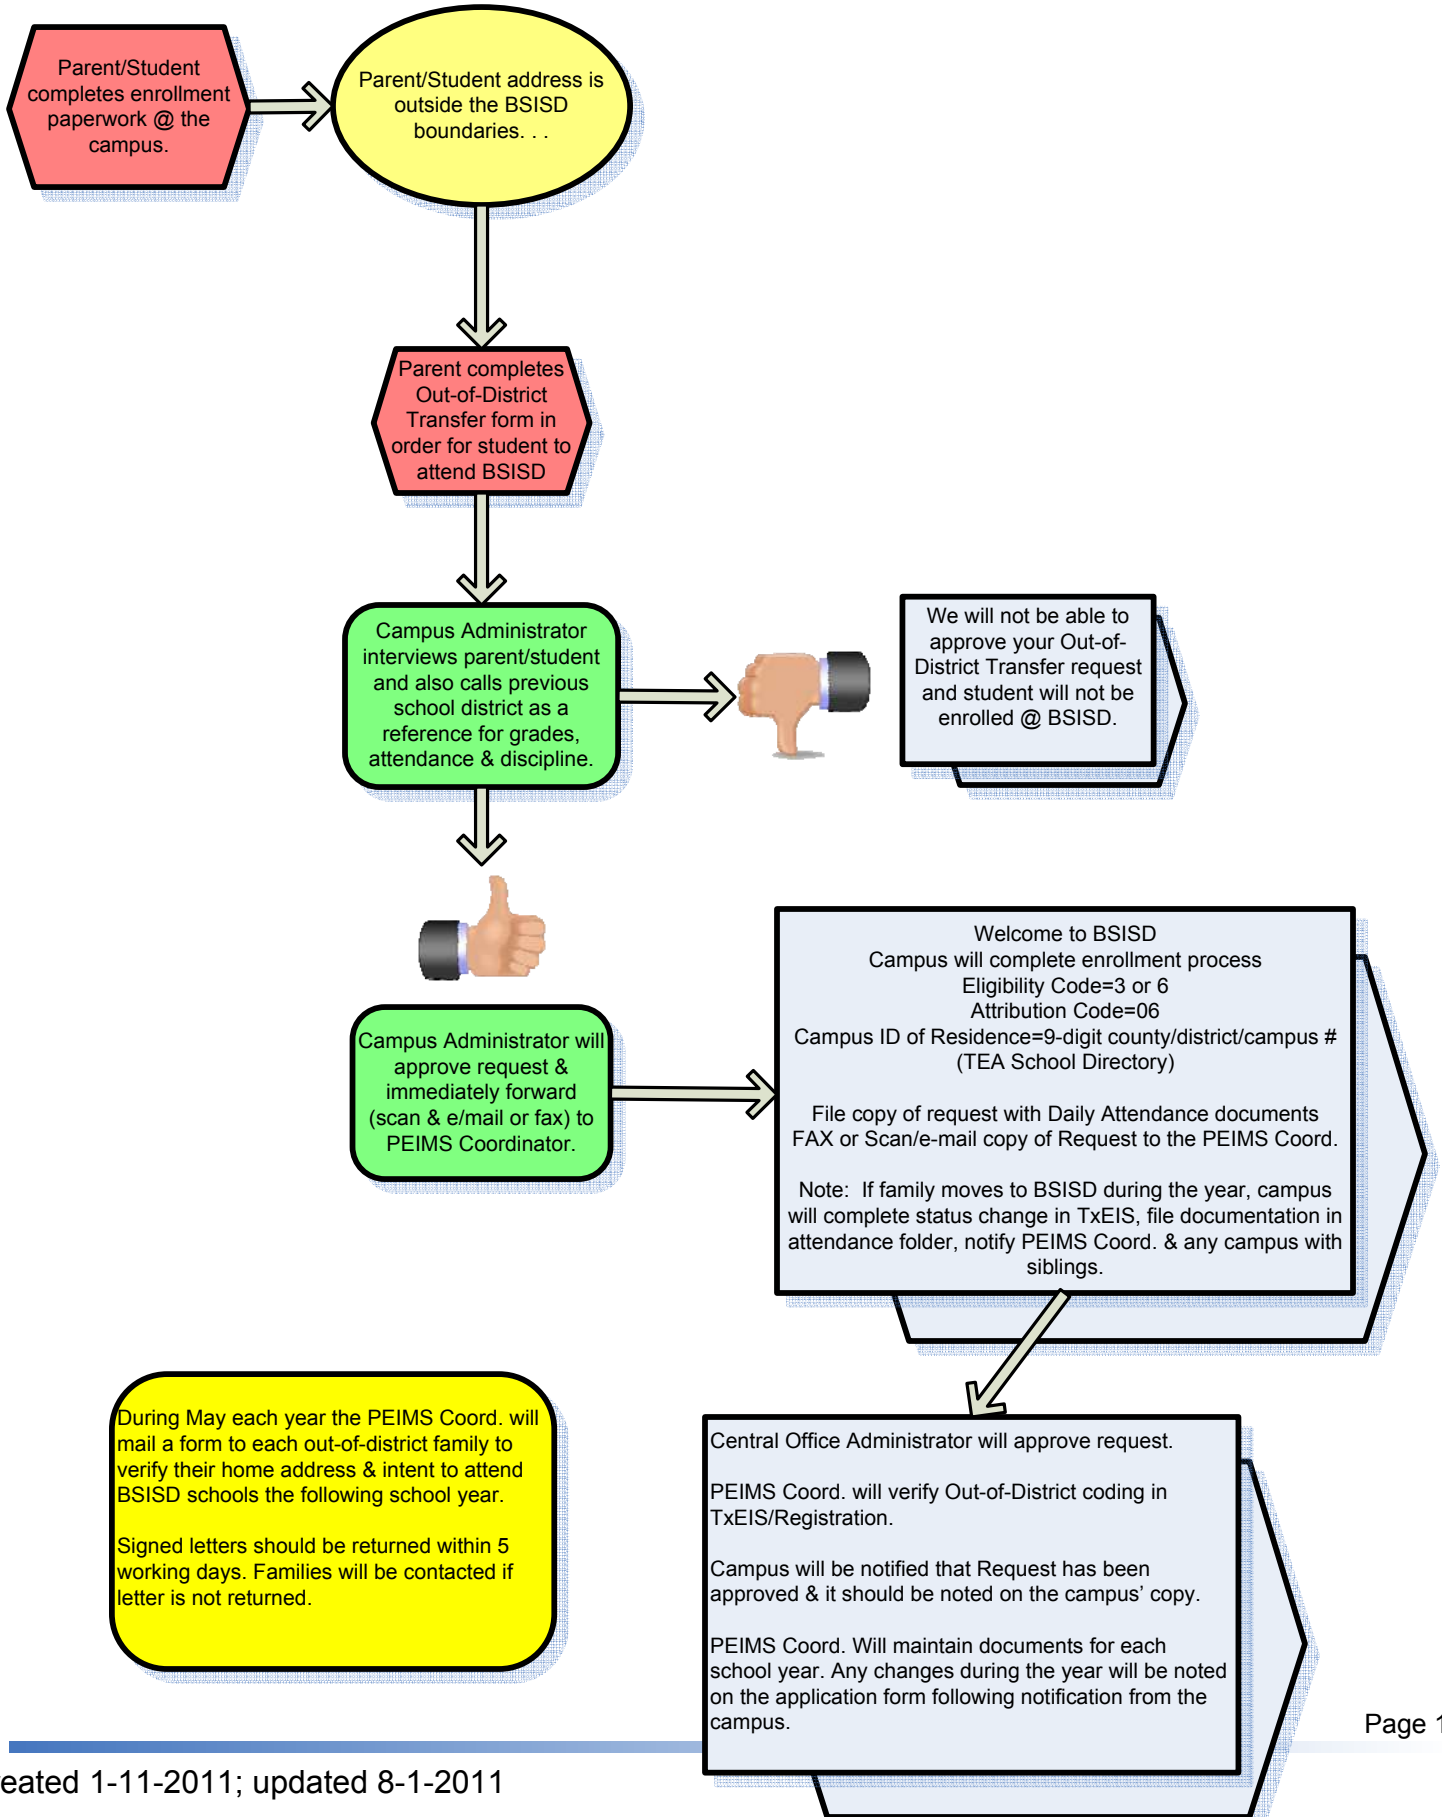 Parent/Student
completes enrollment
paperwork @ the
campus.
Parent/Student address is
outside the BSISD
boundaries. . .
Parent completes
Out-of-District
Transfer form in
order for student to
attend BSISD
Campus Administrator
interviews parent/student
and also calls previous
school district as a
reference for grades,
attendance & discipline.
We will not be able to
approve your Out-of-
District Transfer request
and student will not be
enrolled @ BSISD.
Campus Administrator will
approve request &
immediately forward
(scan & e/mail or fax) to
PEIMS Coordinator.
Welcome to BSISD
Campus will complete enrollment process
Eligibility Code=3 or 6
Attribution Code=06
Campus ID of Residence=9-digit county/district/campus #
(TEA School Directory)
File copy of request with Daily Attendance documents
FAX or Scan/e-mail copy of Request to the PEIMS Coord.
Note:  If family moves to BSISD during the year, campus
will complete status change in TxEIS, file documentation in
attendance folder, notify PEIMS Coord. & any campus with
siblings.
During May each year the PEIMS Coord. will
mail a form to each out-of-district family to
verify their home address & intent to attend
BSISD schools the following school year.
Signed letters should be returned within 5
working days. Families will be contacted if
letter is not returned.
Central Office Administrator will approve request.
PEIMS Coord. will verify Out-of-District coding in
TxEIS/Registration.
Campus will be notified that Request has been
approved & it should be noted on the campus’ copy.
PEIMS Coord. Will maintain documents for each
school year. Any changes during the year will be noted
on the application form following notification from the
campus.
Page 1
eated 1-11-2011; updated 8-1-2011